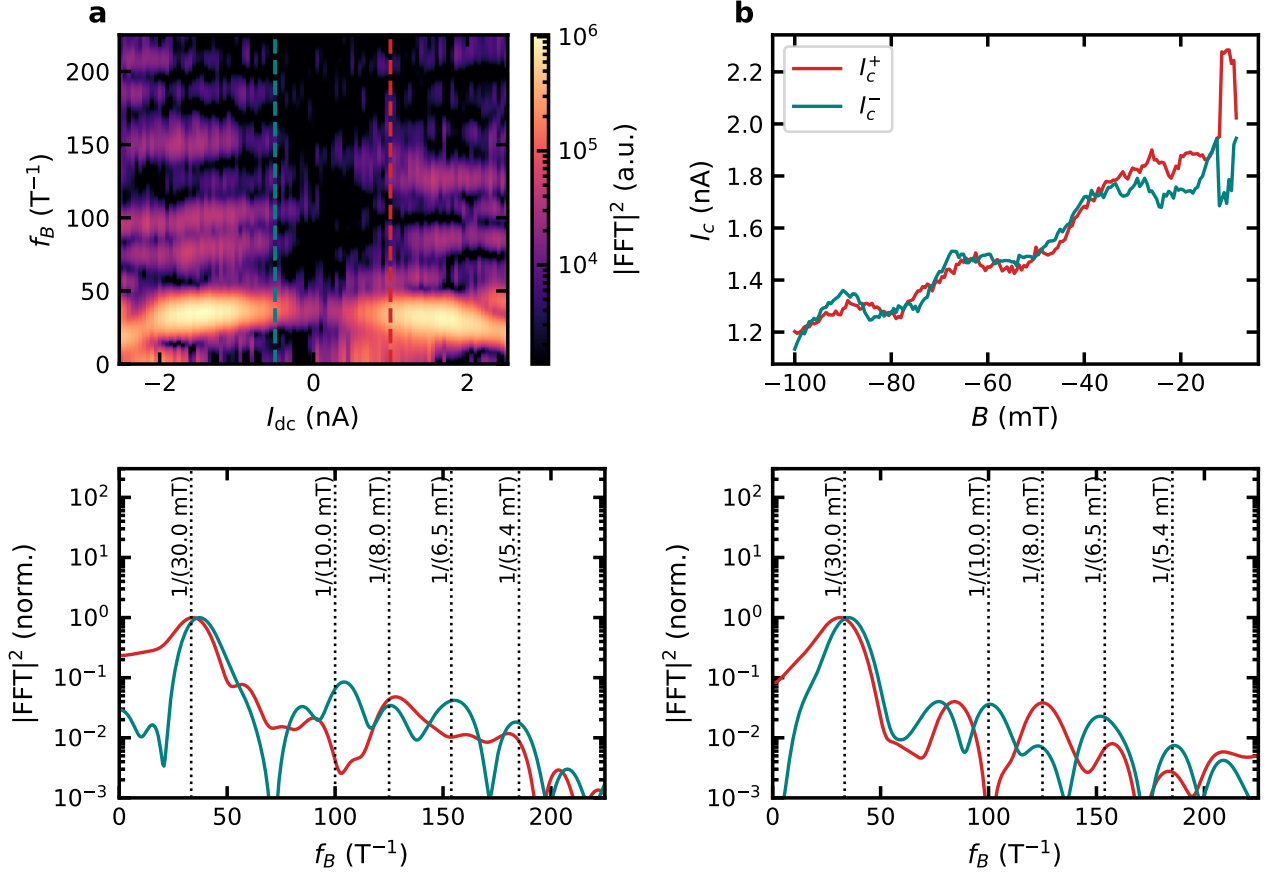 a
200
150
100
50
0
f_B (T⁻¹)
−2
0
2
I_dc (nA)
10⁶
10⁵
10⁴
|FFT|² (a.u.)
b
I_c⁺
I_c⁻
2.2
2.0
1.8
1.6
1.4
1.2
I_c (nA)
−100
−80
−60
−40
−20
B (mT)
10²
10¹
10⁰
10⁻¹
10⁻²
10⁻³
|FFT|² (norm.)
1/(30.0 mT)
1/(10.0 mT)
1/(8.0 mT)
1/(6.5 mT)
1/(5.4 mT)
0
50
100
150
200
f_B (T⁻¹)
10²
10¹
10⁰
10⁻¹
10⁻²
10⁻³
|FFT|² (norm.)
1/(30.0 mT)
1/(10.0 mT)
1/(8.0 mT)
1/(6.5 mT)
1/(5.4 mT)
0
50
100
150
200
f_B (T⁻¹)